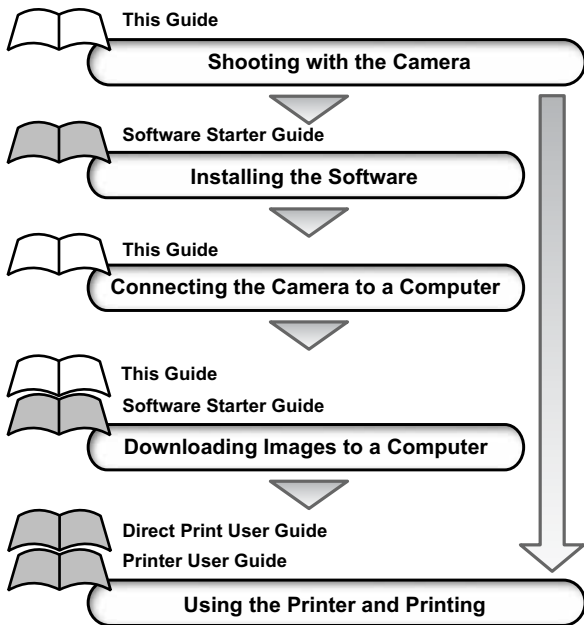 This Guide
Shooting with the Camera
Software Starter Guide
Installing the Software
This Guide
Connecting the Camera to a Computer
This Guide
Software Starter Guide
Downloading Images to a Computer
Direct Print User Guide
Printer User Guide
Using the Printer and Printing